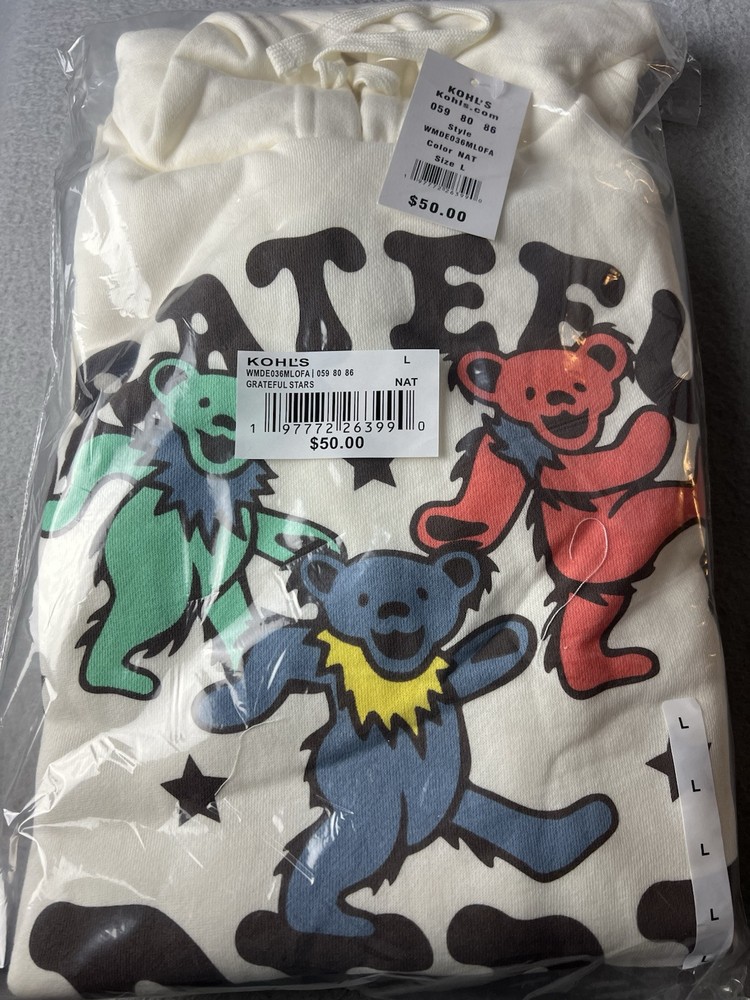 KOHL'S
Kohls.com
059 80 86
Style
WMDE036MLOFA
Color NAT
Size L
$50.00
ATEFU
KOHL'S L
WMDE036MLOFA | 059 80 86
GRATEFUL STARS NAT
1 97772 26399 0
$50.00
L
L
L
L
L